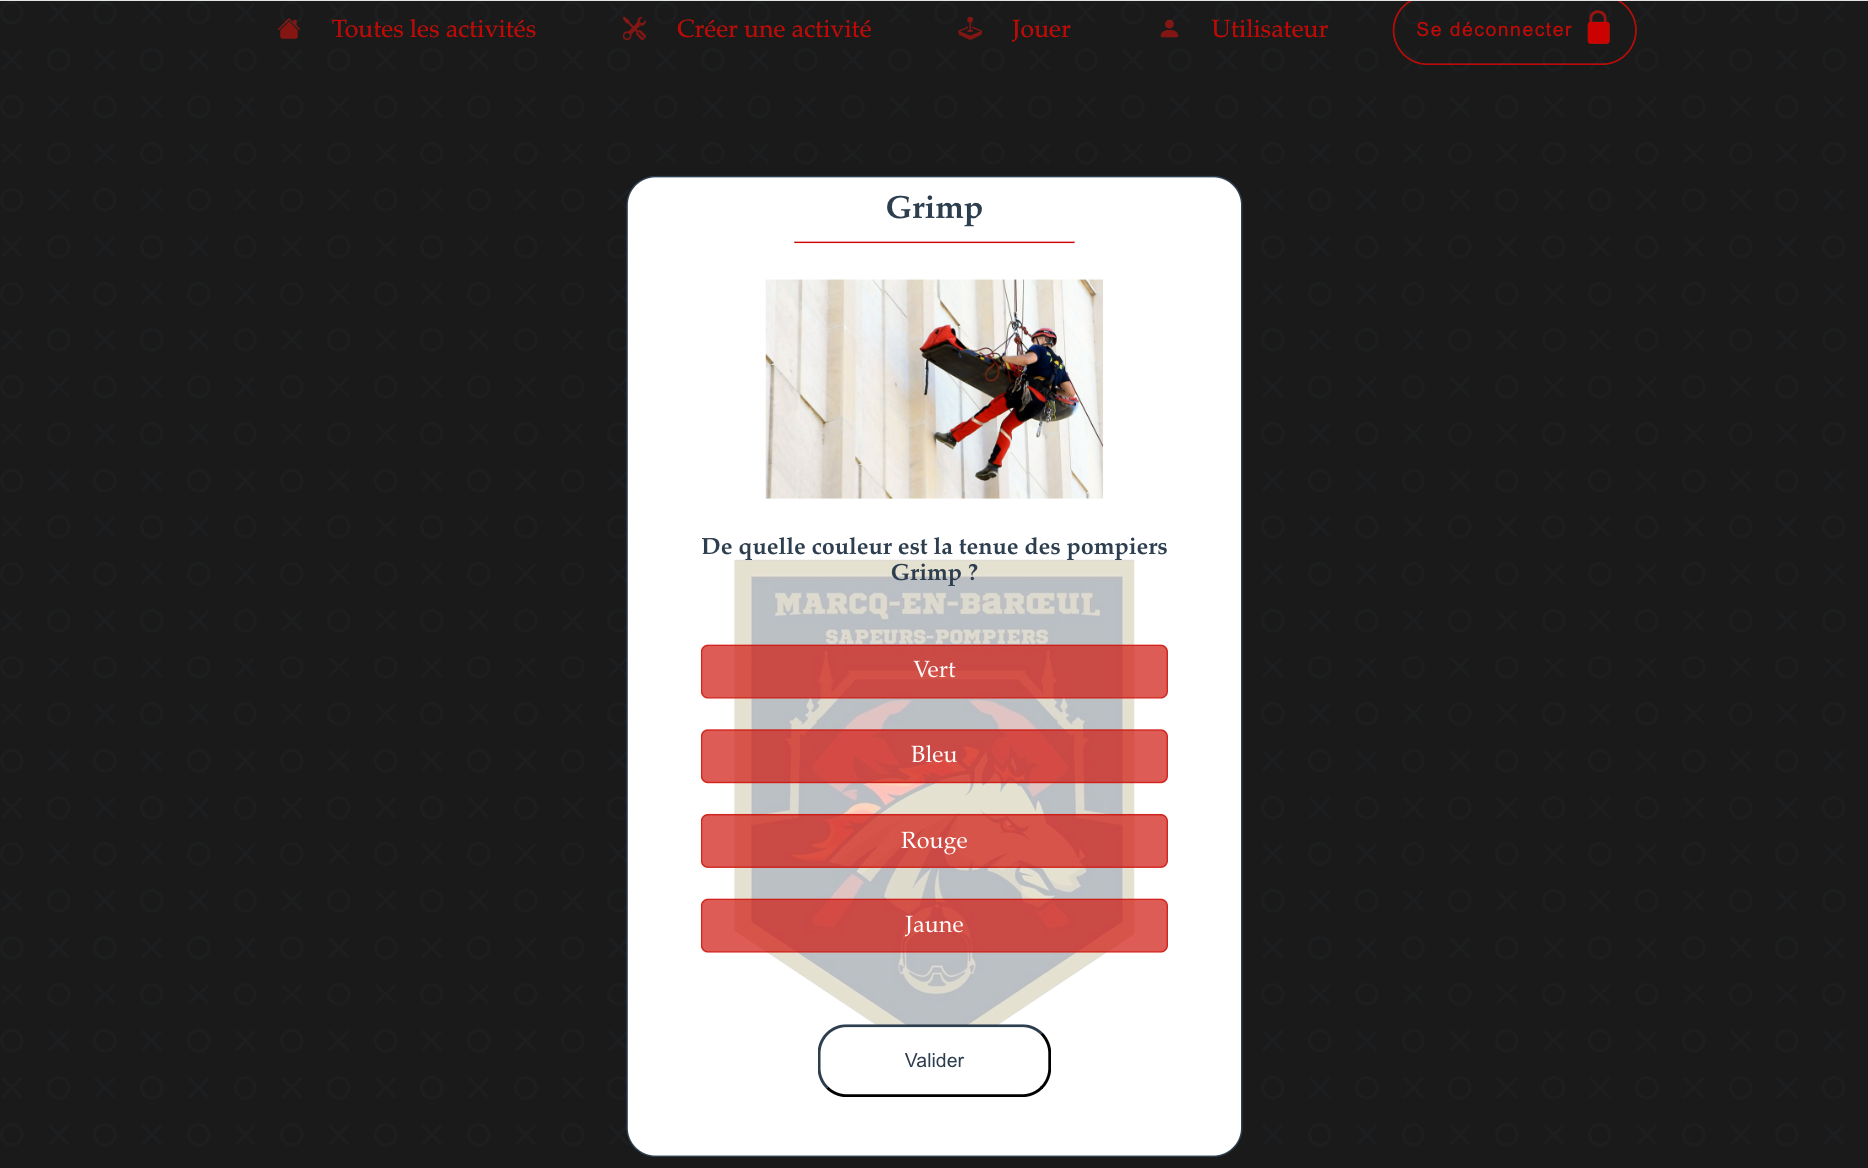 Toutes les activités
Créer une activité
Jouer
Utilisateur
Se déconnecter
Grimp
De quelle couleur est la tenue des pompiers
Grimp ?
MARCQ-EN-BARŒUL
SAPEURS-POMPIERS
Vert
Bleu
Rouge
Jaune
Valider